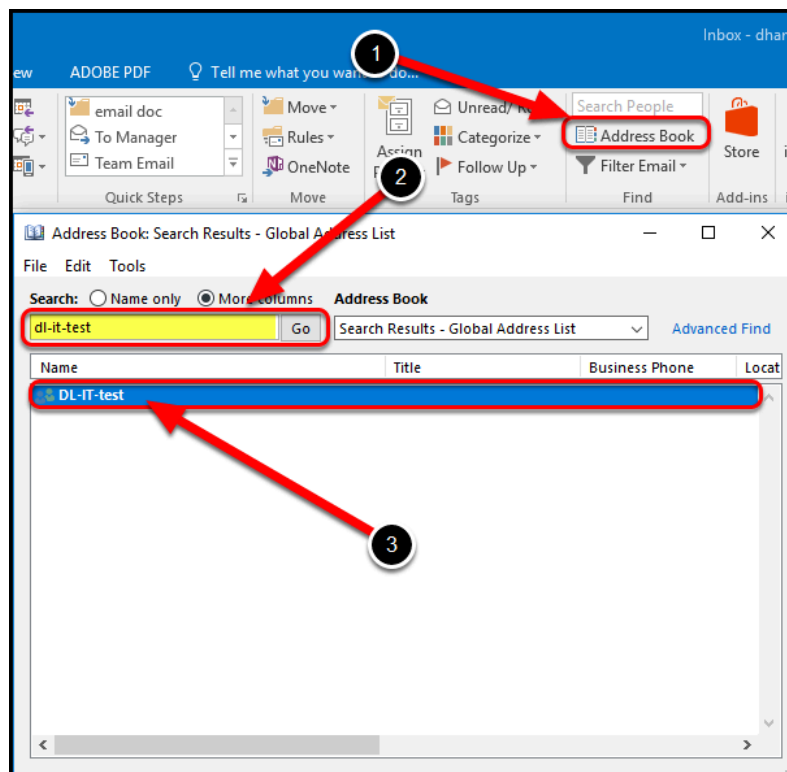 Inbox - dhar
ew ADOBE PDF Tell me what you want do...
1
email doc
To Manager
Team Email
Quick Steps
Move
Rules
OneNote
Move
Assign
2
Unread/
Categorize
Follow Up
Tags
Search People
Address Book
Filter Email
Find
Store
Add-ins
Address Book: Search Results - Global Address List
File Edit Tools
Search: Name only More columns Address Book
dl-it-test Go Search Results - Global Address List Advanced Find
Name Title Business Phone Locat
DL-IT-test
3